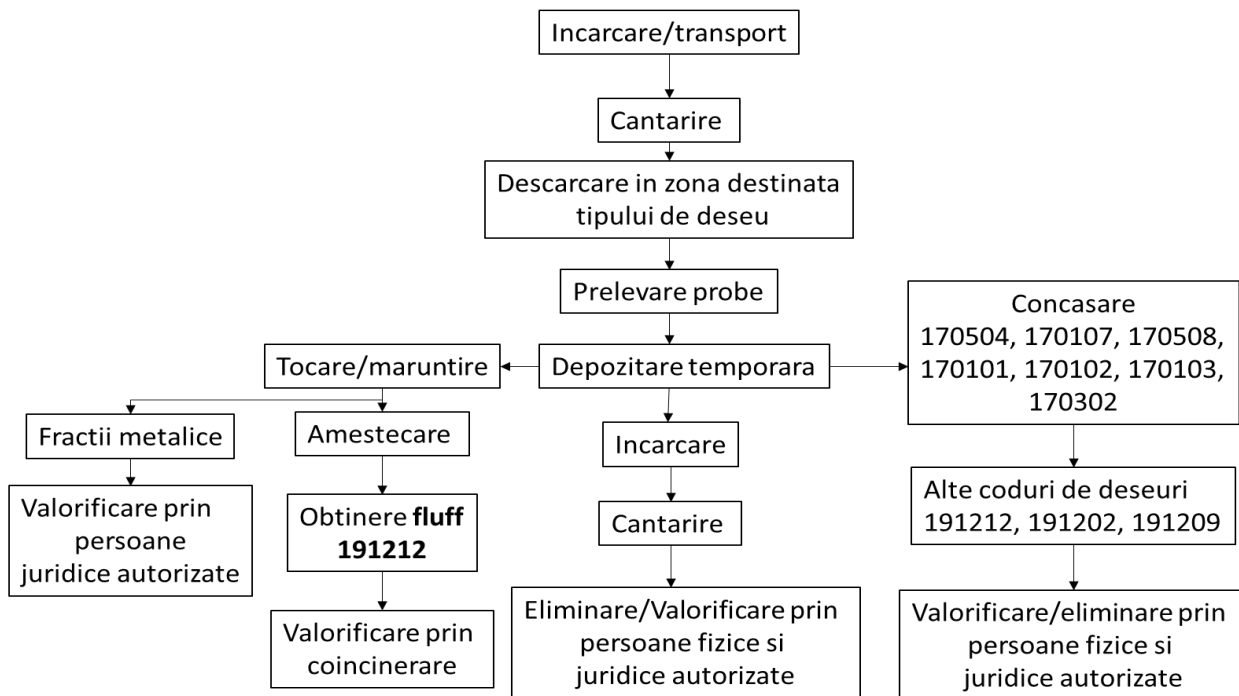 Incarcare/transport
Cantarire
Descarcare in zona destinata
tipului de deseu
Prelevare probe
Depozitare temporara
Tocare/maruntire
Fractii metalice
Valorificare prin
persoane
juridice autorizate
Amestecare
Obtinere fluff
191212
Valorificare prin
coincinerare
Incarcare
Cantarire
Eliminare/Valorificare prin
persoane fizice si
juridice autorizate
Concasare
170504, 170107, 170508,
170101, 170102, 170103,
170302
Alte coduri de deseuri
191212, 191202, 191209
Valorificare/eliminare prin
persoane fizice si
juridice autorizate